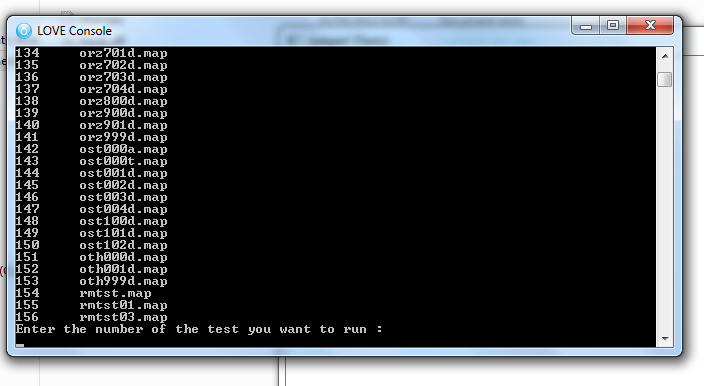 LOVE Console
134 orz701d.map
135 orz702d.map
136 orz703d.map
137 orz704d.map
138 orz800d.map
139 orz900d.map
140 orz901d.map
141 orz999d.map
142 ost000a.map
143 ost000t.map
144 ost001d.map
145 ost002d.map
146 ost003d.map
147 ost004d.map
148 ost100d.map
149 ost101d.map
150 ost102d.map
151 oth000d.map
152 oth001d.map
153 oth999d.map
154 rmtst.map
155 rmtst01.map
156 rmtst03.map
Enter the number of the test you want to run :